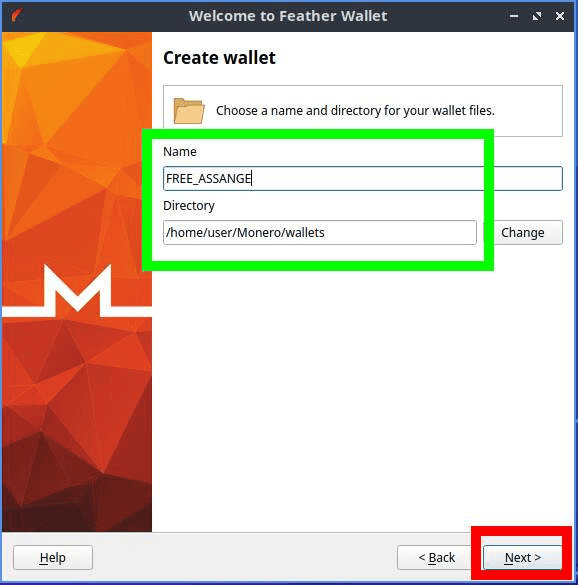 Welcome to Feather Wallet
Create wallet
Choose a name and directory for your wallet files.
Name
FREE_ASSANGE
Directory
/home/user/Monero/wallets
Change
Help
< Back
Next >